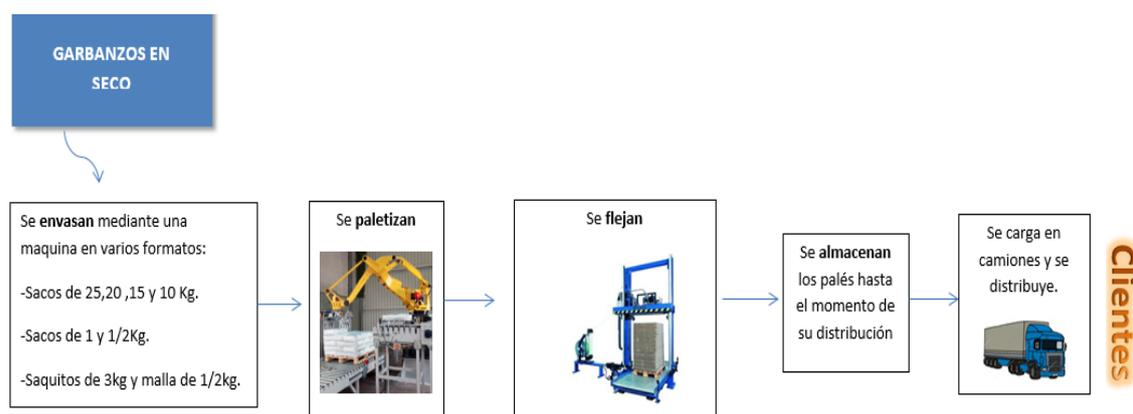 GARBANZOS EN
SECO
Se envasan mediante una
maquina en varios formatos:
-Sacos de 25,20 ,15 y 10 Kg.
-Sacos de 1 y 1/2Kg.
-Saquitos de 3kg y malla de 1/2kg.
Se paletizan
Se flejan
Se almacenan
los palés hasta
el momento de
su distribución
Se carga en
camiones y se
distribuye.
Clientes